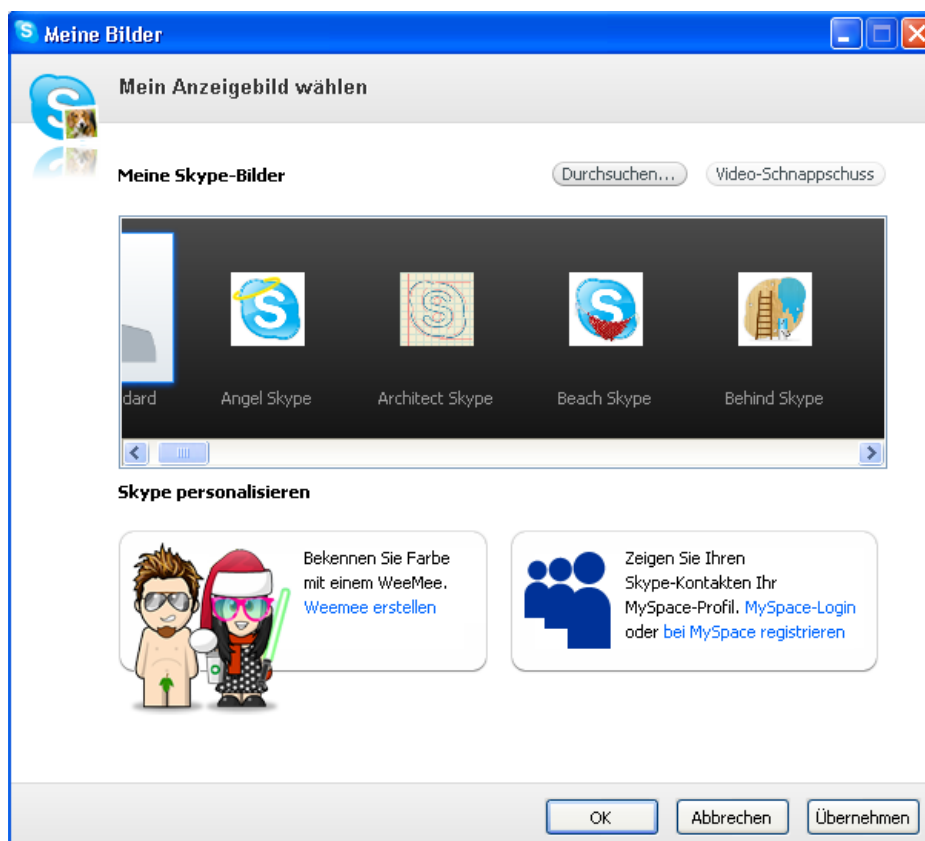 Meine Bilder
Mein Anzeigebild wählen
Meine Skype-Bilder
Durchsuchen...
Video-Schnappschuss
dard
Angel Skype
Architect Skype
Beach Skype
Behind Skype
Skype personalisieren
Bekennen Sie Farbe
mit einem WeeMee.
Weemee erstellen
Zeigen Sie Ihren
Skype-Kontakten Ihr
MySpace-Profil. MySpace-Login
oder bei MySpace registrieren
OK
Abbrechen
Übernehmen